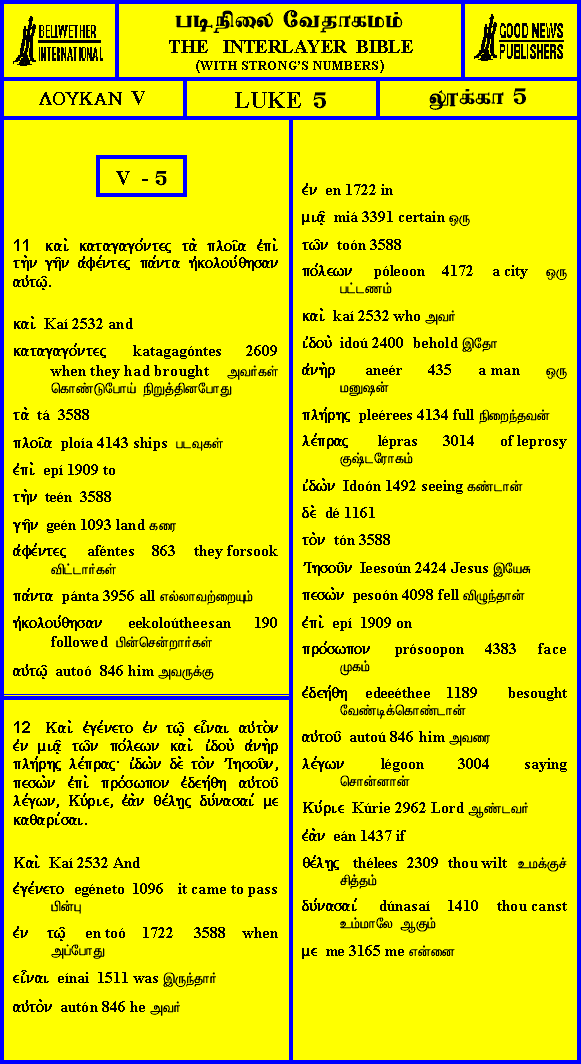 BELLWETHER
INTERNATIONAL
படிநிலை வேதாகமம்
THE INTERLAYER BIBLE
(WITH STRONG'S NUMBERS)
GOOD NEWS
PUBLISHERS
ΛΟΥΚΑΝ V
LUKE 5
லூக்கா 5
V - 5
11 καὶ καταγαγόντες τὰ πλοῖα ἐπὶ
τὴν γῆν ἀφέντες πάντα ἠκολούθησαν
αὐτῷ.
καὶ Kaí 2532 and
καταγαγόντες katagagóntes 2609
when they had brought அவர்கள்
கொண்டுபோய் நிறுத்தினபோது
τὰ tá 3588
πλοῖα ploía 4143 ships படவுகள்
ἐπὶ epí 1909 to
τὴν teén 3588
γῆν geén 1093 land கரை
ἀφέντες aféntes 863 they forsook
விட்டார்கள்
πάντα pánta 3956 all எல்லாவற்றையும்
ἠκολούθησαν eekoloútheesan 190
followed பின்சென்றார்கள்
αὐτῷ autoó 846 him அவருக்கு
12 Καὶ ἐγένετο ἐν τῷ εἶναι αὐτὸν
ἐν μιᾷ τῶν πόλεων καὶ ἰδοὺ ἀνὴρ
πλήρης λέπρας· ἰδὼν δὲ τὸν Ἰησοῦν,
πεσὼν ἐπὶ πρόσωπον ἐδεήθη αὐτοῦ
λέγων, Κύριε, ἐὰν θέλῃς δύνασαί με
καθαρίσαι.
Καὶ Kaí 2532 And
ἐγένετο egéneto 1096 it came to pass
பின்பு
ἐν τῷ en toó 1722 3588 when
அப்போது
εἶναι eínai 1511 was இருந்தார்
αὐτὸν autón 846 he அவர்
ἐν en 1722 in
μιᾷ miá 3391 certain ஒரு
τῶν toón 3588
πόλεων póleoon 4172 a city ஒரு
பட்டணம்
καὶ kaí 2532 who அவர்
ἰδοὺ idoú 2400 behold இதோ
ἀνὴρ aneér 435 a man ஒரு
மனுஷன்
πλήρης pleérees 4134 full நிறைந்தவன்
λέπρας lépras 3014 of leprosy
குஷ்டரோகம்
ἰδὼν Idoón 1492 seeing கண்டான்
δὲ dé 1161
τὸν tón 3588
Ἰησοῦν Ieesoún 2424 Jesus இயேசு
πεσὼν pesoón 4098 fell விழுந்தான்
ἐπὶ epí 1909 on
πρόσωπον prósoopon 4383 face
முகம்
ἐδεήθη edeeéthee 1189 besought
வேண்டிக்கொண்டான்
αὐτοῦ autoú 846 him அவரை
λέγων légoon 3004 saying
சொன்னான்
Κύριε Kúrie 2962 Lord ஆண்டவர்
ἐὰν eán 1437 if
θέλῃς thélees 2309 thou wilt உமக்குச்
சித்தம்
δύνασαί dúnasaí 1410 thou canst
உம்மாலே ஆகும்
με me 3165 me என்னை